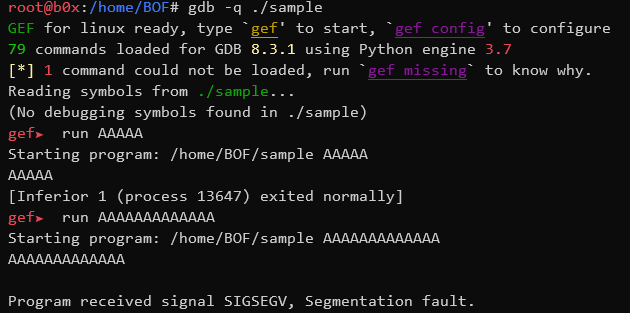 root@b0x:/home/BOF# gdb -q ./sample
GEF for linux ready, type `gef' to start, `gef config' to configure
79 commands loaded for GDB 8.3.1 using Python engine 3.7
[*] 1 command could not be loaded, run `gef missing` to know why.
Reading symbols from ./sample...
(No debugging symbols found in ./sample)
gef➤  run AAAAA
Starting program: /home/BOF/sample AAAAA
AAAAA
[Inferior 1 (process 13647) exited normally]
gef➤  run AAAAAAAAAAAAA
Starting program: /home/BOF/sample AAAAAAAAAAAAA
AAAAAAAAAAAAA
Program received signal SIGSEGV, Segmentation fault.